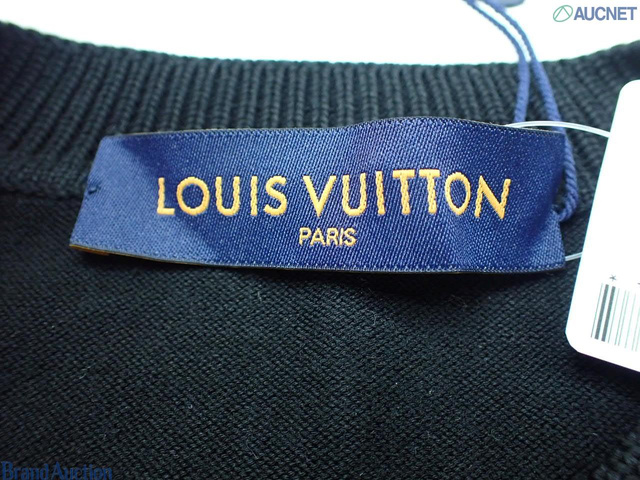 AUCNET
LOUIS VUITTON
PARIS
Brand Auction